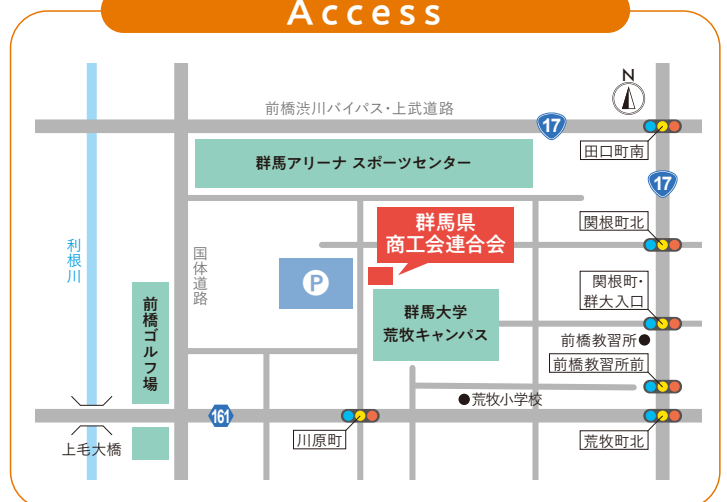 Access
N
前橋渋川バイパス・上武道路
17
田口町南
群馬アリーナ スポーツセンター
17
群馬県
商工会連合会
関根町北
利根川
国体道路
P
関根町・
群大入口
前橋ゴルフ場
群馬大学
荒牧キャンパス
前橋教習所
前橋教習所前
荒牧小学校
161
川原町
荒牧町北
上毛大橋